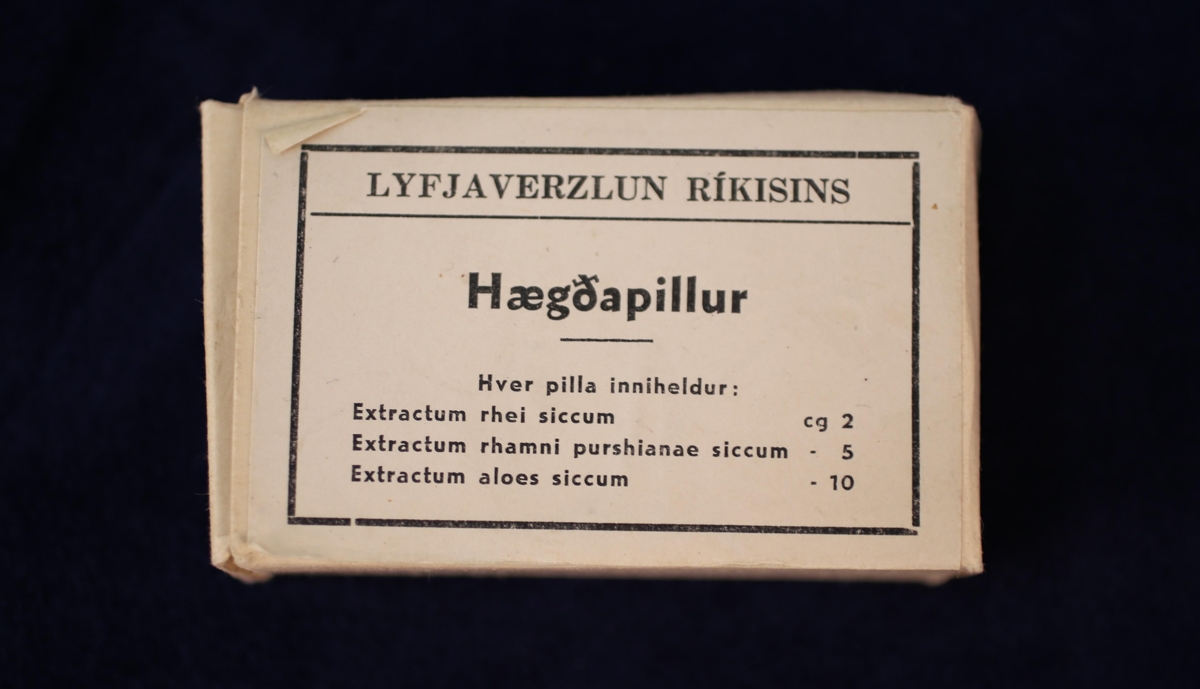 LYFJAVERZLUN RÍKISINS
Hægðapillur
Hver pilla inniheldur:
Extractum rhei siccum cg 2
Extractum rhamni purshianae siccum - 5
Extractum aloes siccum - 10